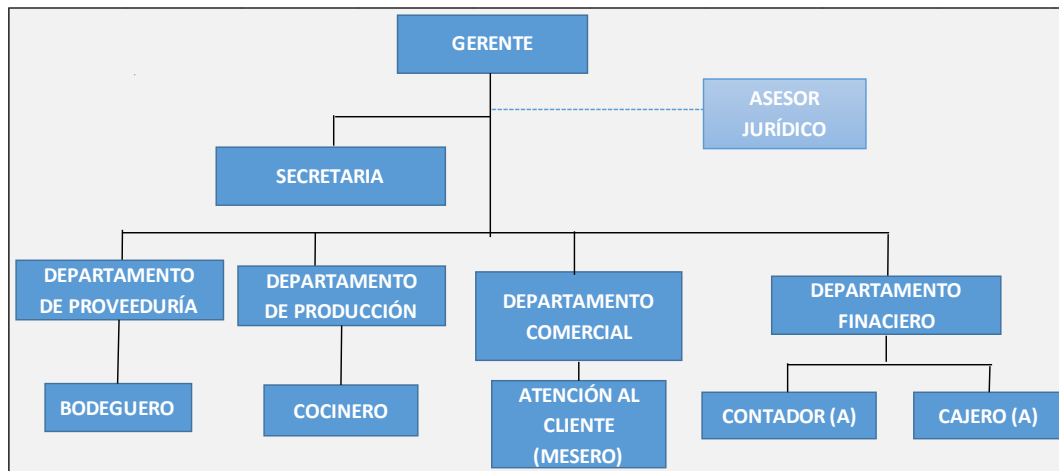 GERENTE
ASESOR
JURÍDICO
SECRETARIA
DEPARTAMENTO
DE PROVEEDURÍA
DEPARTAMENTO
DE PRODUCCIÓN
DEPARTAMENTO
COMERCIAL
DEPARTAMENTO
FINACIERO
BODEGUERO
COCINERO
ATENCIÓN AL
CLIENTE
(MESERO)
CONTADOR (A)
CAJERO (A)